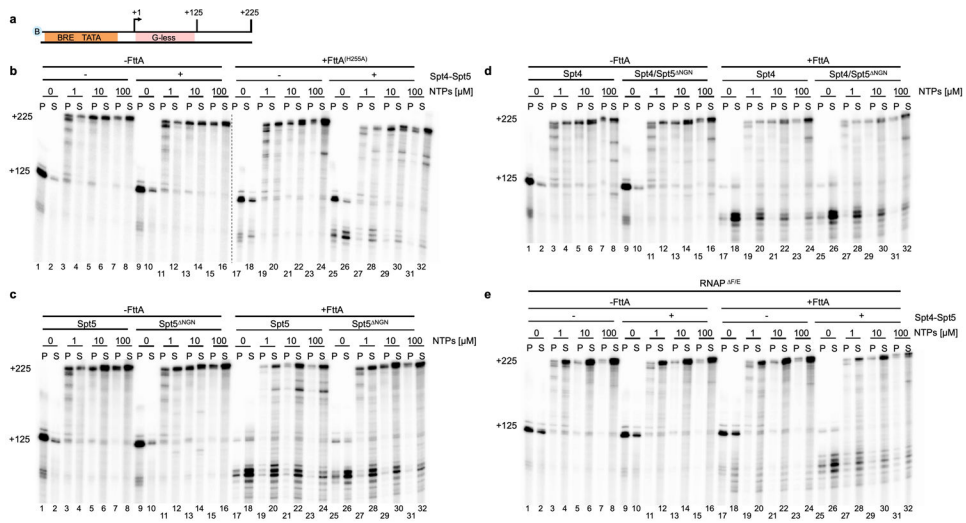 a
+1 +125 +225
B BRE TATA G-less
b
-FttA +FttA(H255A)
- + - + Spt4-Spt5
0 1 10 100 0 1 10 100 0 1 10 100 0 1 10 100 NTPs [µM]
P S P S P S P S P S P S P S P S P S P S P S P S P S P S P S P S
+225
+125
1 2 3 4 5 6 7 8 9 10 11 12 13 14 15 16 17 18 19 20 21 22 23 24 25 26 27 28 29 30 31 32
c
-FttA +FttA
Spt5 Spt5ΔNGN Spt5 Spt5ΔNGN
0 1 10 100 0 1 10 100 0 1 10 100 0 1 10 100 NTPs [µM]
P S P S P S P S P S P S P S P S P S P S P S P S P S P S P S P S
+225
+125
1 2 3 4 5 6 7 8 9 10 11 12 13 14 15 16 17 18 19 20 21 22 23 24 25 26 27 28 29 30 31 32
d
-FttA +FttA
Spt4 Spt4/Spt5ΔNGN Spt4 Spt4/Spt5ΔNGN
0 1 10 100 0 1 10 100 0 1 10 100 0 1 10 100 NTPs [µM]
P S P S P S P S P S P S P S P S P S P S P S P S P S P S P S P S
+225
+125
1 2 3 4 5 6 7 8 9 10 11 12 13 14 15 16 17 18 19 20 21 22 23 24 25 26 27 28 29 30 31 32
RNAPΔF/E
e
-FttA +FttA
- + - + Spt4-Spt5
0 1 10 100 0 1 10 100 0 1 10 100 0 1 10 100 NTPs [µM]
P S P S P S P S P S P S P S P S P S P S P S P S P S P S P S P S
+225
+125
1 2 3 4 5 6 7 8 9 10 11 12 13 14 15 16 17 18 19 20 21 22 23 24 25 26 27 28 29 30 31 32